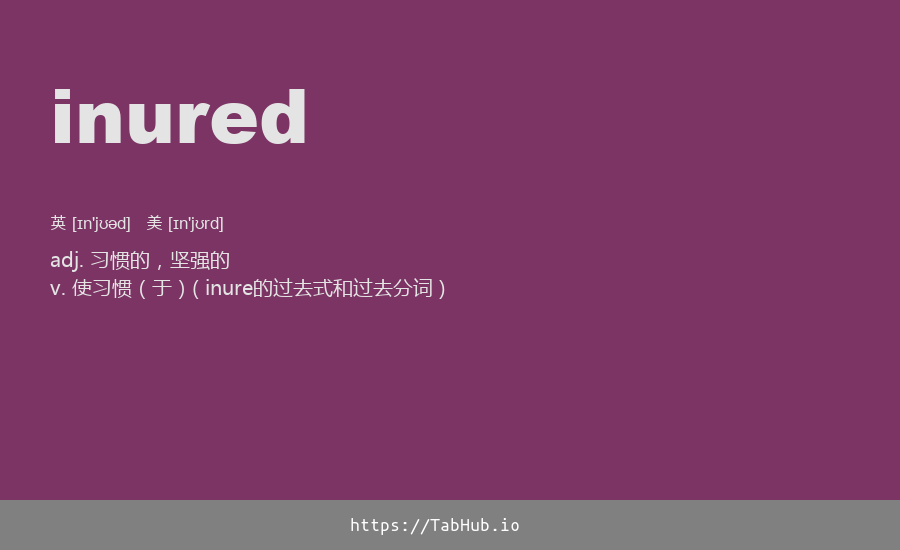 inured
英 [ɪn'jʊəd] 美 [ɪn'jʊrd]
adj. 习惯的，坚强的
v. 使习惯（于）( inure的过去式和过去分词 )
https://TabHub.io